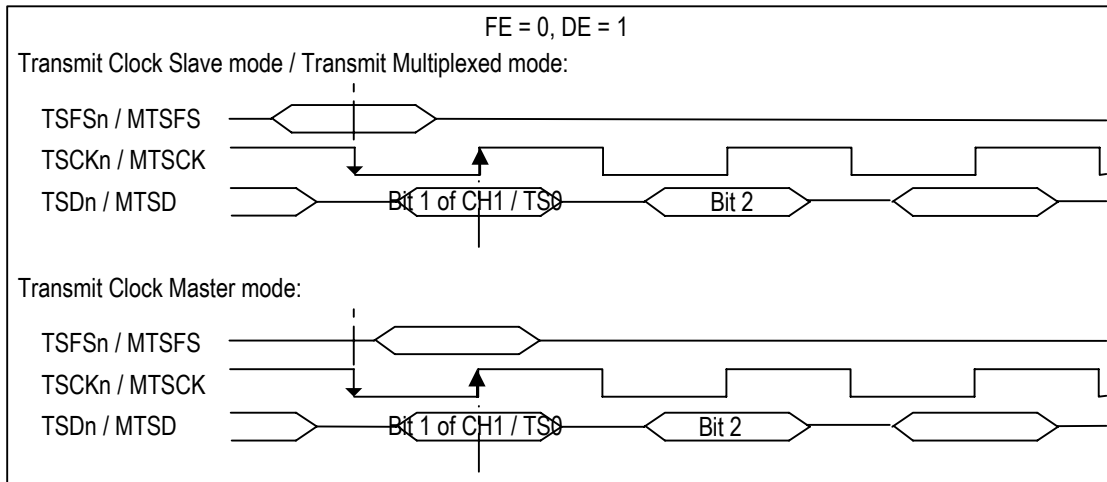 FE = 0, DE = 1
Transmit Clock Slave mode / Transmit Multiplexed mode:
TSFSn / MTSFS
TSCKn / MTSCK
TSDn / MTSD
Bit 1 of CH1 / TS0
Bit 2
Transmit Clock Master mode:
TSFSn / MTSFS
TSCKn / MTSCK
TSDn / MTSD
Bit 1 of CH1 / TS0
Bit 2